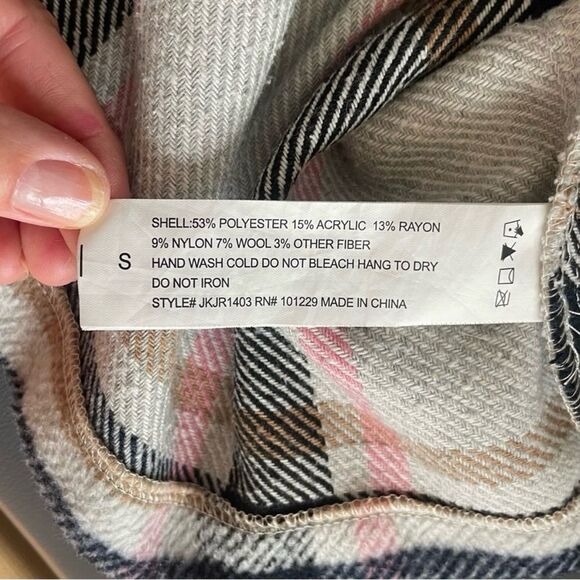 SHELL:53% POLYESTER 15% ACRYLIC 13% RAYON
9% NYLON 7% WOOL 3% OTHER FIBER
S HAND WASH COLD DO NOT BLEACH HANG TO DRY
DO NOT IRON
STYLE# JKJR1403 RN# 101229 MADE IN CHINA